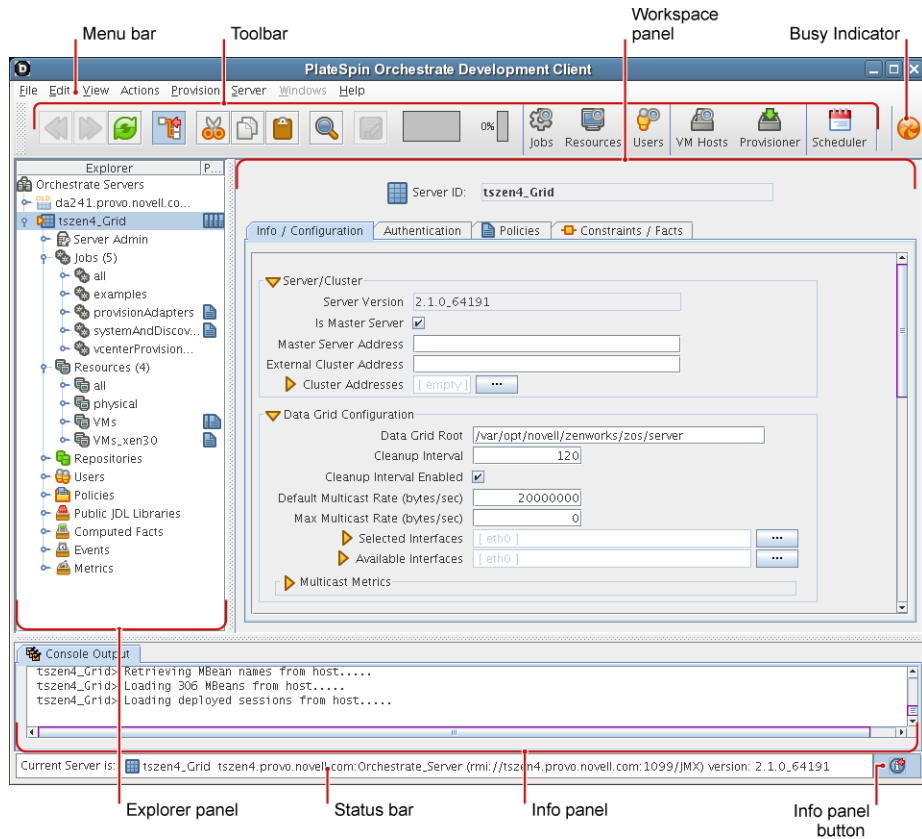 Workspace
panel
Menu bar
Toolbar
Busy Indicator
PlateSpin Orchestrate Development Client
File Edit View Actions Provision Server Windows Help
0%
Jobs Resources Users VM Hosts Provisioner Scheduler
Explorer P...
Orchestrate Servers
OLD da241.provo.novell.co...
tszen4_Grid
Server Admin
Jobs (5)
all
examples
provisionAdapters
systemAndDiscov...
vcenterProvision...
Resources (4)
all
physical
VMs
VMs_xen30
Repositories
Users
Policies
Public JDL Libraries
Computed Facts
Events
Metrics
Server ID: tszen4_Grid
Info / Configuration Authentication Policies Constraints / Facts
Server/Cluster
Server Version 2.1.0_64191
Is Master Server
Master Server Address
External Cluster Address
Cluster Addresses [ empty ] ...
Data Grid Configuration
Data Grid Root /var/opt/novell/zenworks/zos/server
Cleanup Interval 120
Cleanup Interval Enabled
Default Multicast Rate (bytes/sec) 20000000
Max Multicast Rate (bytes/sec) 0
Selected Interfaces [ eth0 ] ...
Available Interfaces [ eth0 ] ...
Multicast Metrics
Console Output
tszen4_Grid> Retrieving MBean names from host.....
tszen4_Grid> Loading 306 MBeans from host.....
tszen4_Grid> Loading deployed sessions from host.....
Current Server is: tszen4_Grid tszen4.provo.novell.com:Orchestrate_Server (rmi://tszen4.provo.novell.com:1099/JMX) version: 2.1.0_64191
Explorer panel
Status bar
Info panel
Info panel
button